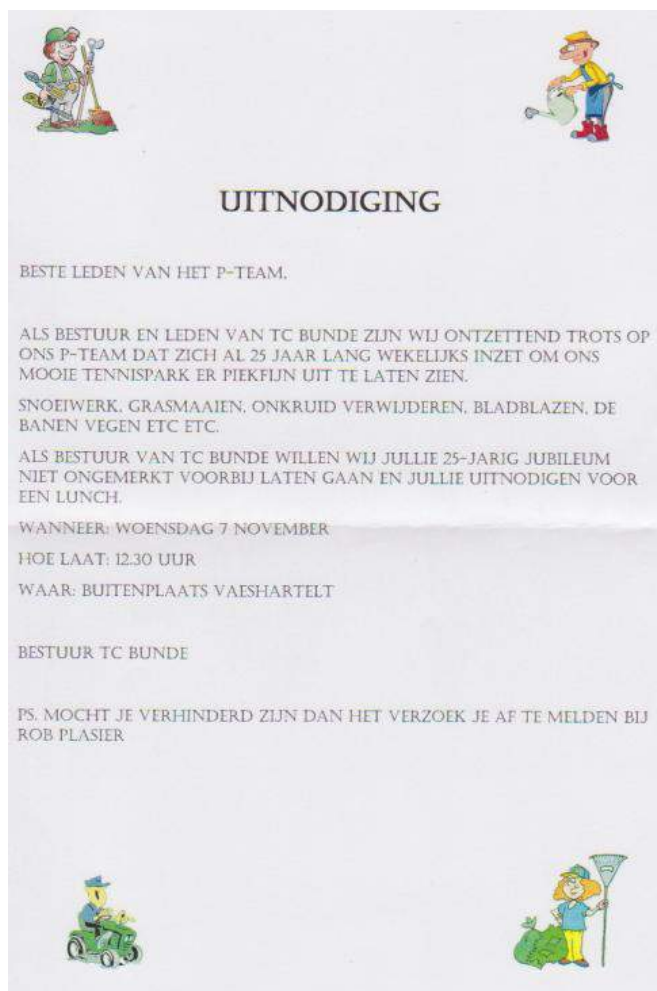 UITNODIGING
BESTE LEDEN VAN HET P-TEAM,
ALS BESTUUR EN LEDEN VAN TC BUNDE ZIJN WIJ ONTZETTEND TROTS OP
ONS P-TEAM DAT ZICH AL 25 JAAR LANG WEKELIJKS INZET OM ONS
MOOIE TENNISPARK ER PIEKFIJN UIT TE LATEN ZIEN.
SNOEIWERK, GRASMAAIEN, ONKRUID VERWIJDEREN, BLADBLAZEN, DE
BANEN VEGEN ETC ETC.
ALS BESTUUR VAN TC BUNDE WILLEN WIJ JULLIE 25-JARIG JUBILEUM
NIET ONGEMERKT VOORBIJ LATEN GAAN EN JULLIE UITNODIGEN VOOR
EEN LUNCH.
WANNEER: WOENSDAG 7 NOVEMBER
HOE LAAT: 12.30 UUR
WAAR: BUITENPLAATS VAESHARTELT
BESTUUR TC BUNDE
PS. MOCHT JE VERHINDERD ZIJN DAN HET VERZOEK JE AF TE MELDEN BIJ
ROB PLASIER